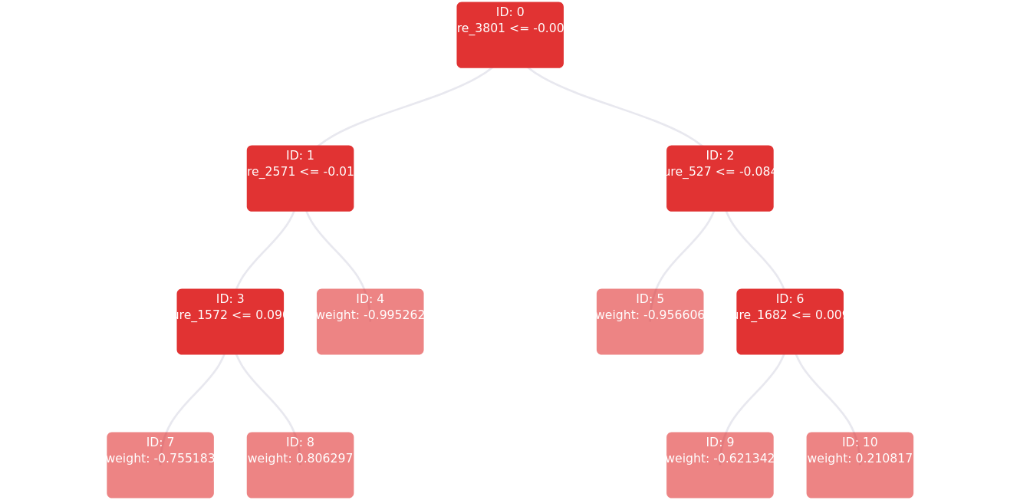 ID: 0
re_3801 <= -0.00
ID: 1
re_2571 <= -0.01
ID: 2
ure_527 <= -0.084
ID: 3
ure_1572 <= 0.090
ID: 4
weight: -0.995262
ID: 5
weight: -0.956606
ID: 6
ure_1682 <= 0.009
ID: 7
weight: -0.755183
ID: 8
weight: 0.806297
ID: 9
weight: -0.621342
ID: 10
weight: 0.210817